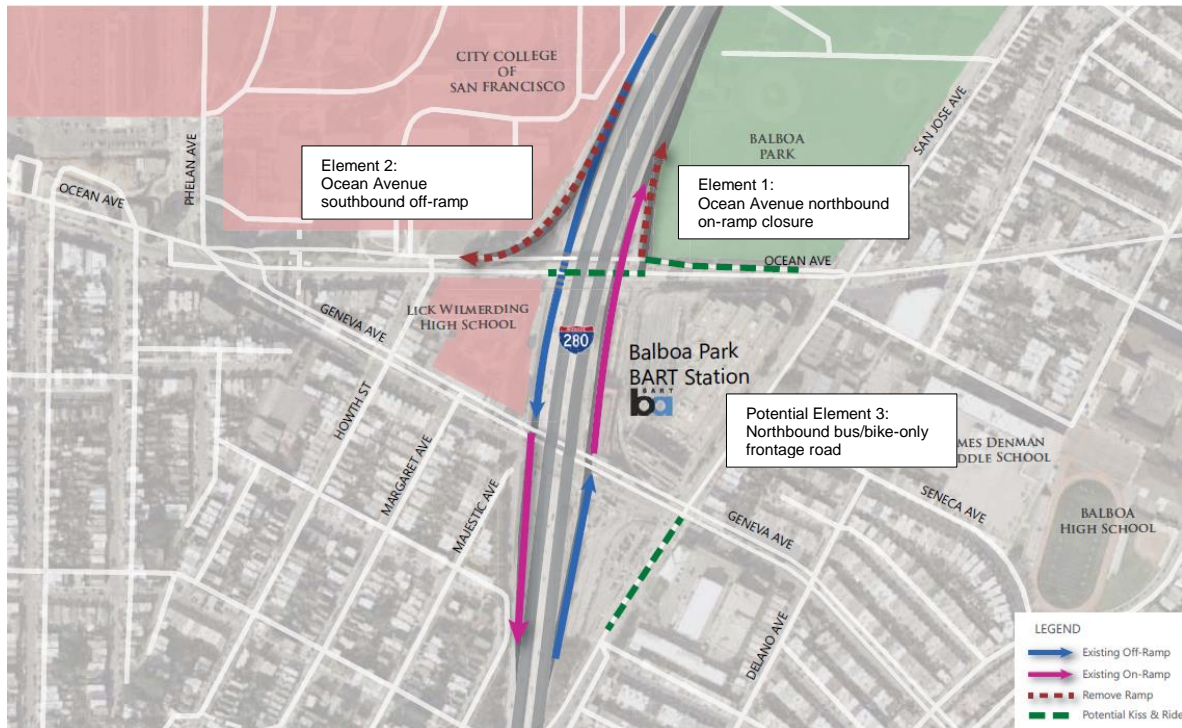 CITY COLLEGE
OF
SAN FRANCISCO
PHELAN AVE
OCEAN AVE
Element 2:
Ocean Avenue
southbound off-ramp
BALBOA
PARK
SAN JOSE AVE
Element 1:
Ocean Avenue northbound
on-ramp closure
OCEAN AVE
LICK WILMERDING
HIGH SCHOOL
GENEVA AVE
INTERSTATE
280
Balboa Park
BART Station
BART
ba
HOWTH ST
MARGARET AVE
MAJESTIC AVE
Potential Element 3:
Northbound bus/bike-only
frontage road
MES DENMAN
DDLE SCHOOL
SENECA AVE
BALBOA
HIGH SCHOOL
GENEVA AVE
DELANO AVE
LEGEND
Existing Off-Ramp
Existing On-Ramp
Remove Ramp
Potential Kiss & Ride